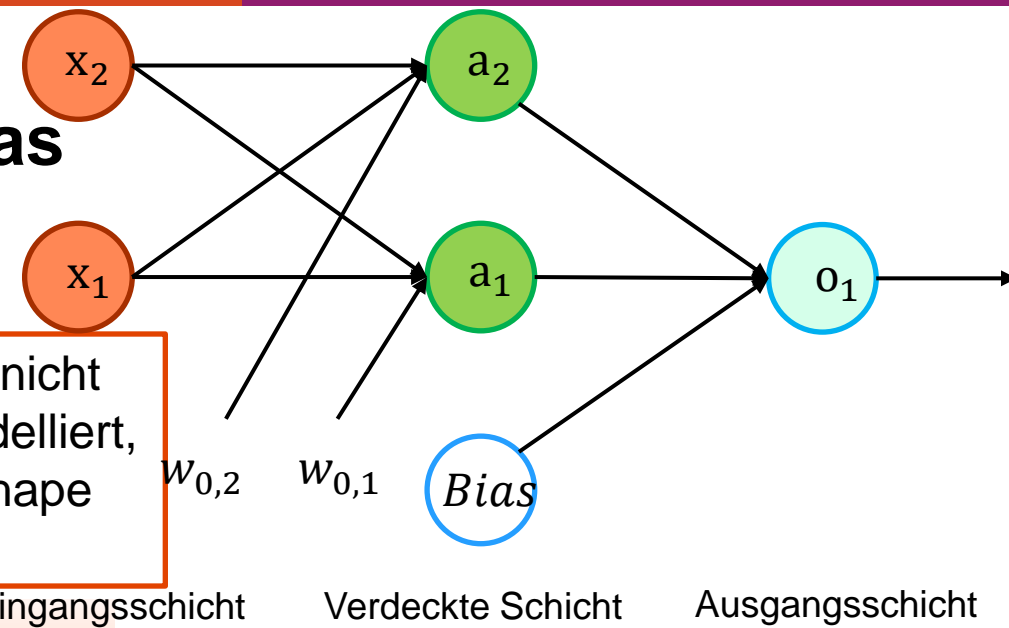 x₂ a₂
as
x₁ a₁ o₁
nicht
delliert,
hape
w₀,₂ w₀,₁ Bias
ingangsschicht Verdeckte Schicht Ausgangsschicht